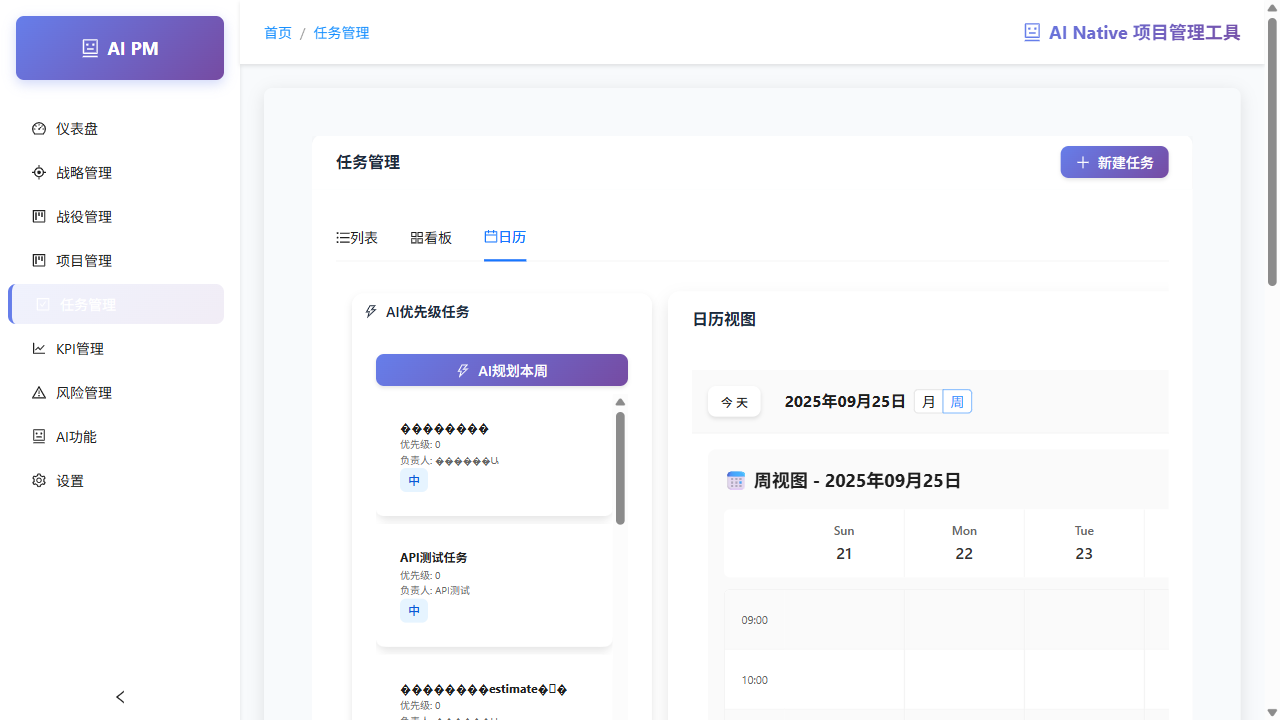 AI PM
首页 / 任务管理
AI Native 项目管理工具
仪表盘
战略管理
战役管理
项目管理
任务管理
KPI管理
风险管理
AI功能
设置
任务管理
新建任务
列表
看板
日历
AI优先级任务
AI规划本周
��������
优先级: 0
负责人: ������Ա
中
API测试任务
优先级: 0
负责人: API测试
中
��������estimate�
优先级: 0
日历视图
今 天
2025年09月25日
月
周
周视图 - 2025年09月25日
Sun
21
Mon
22
Tue
23
09:00
10:00